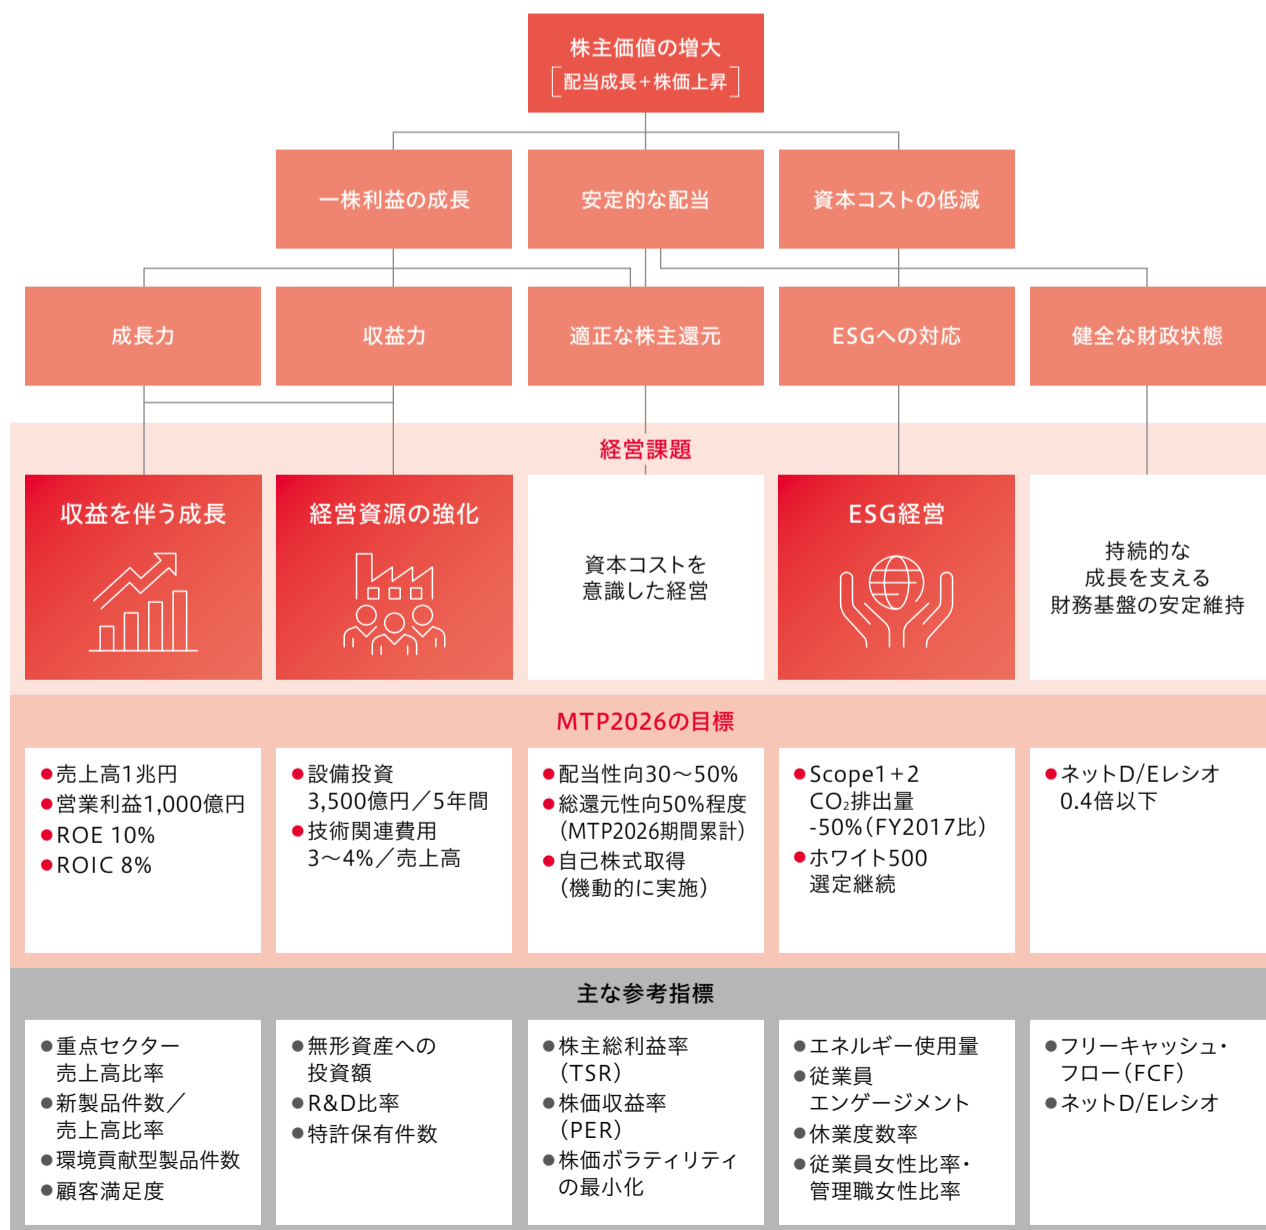 株主価値の増大
[配当成長+株価上昇]
一株利益の成長
安定的な配当
資本コストの低減
成長力
収益力
適正な株主還元
ESGへの対応
健全な財政状態
経営課題
収益を伴う成長
経営資源の強化
資本コストを
意識した経営
ESG経営
持続的な
成長を支える
財務基盤の安定維持
MTP2026の目標
●売上高1兆円
●営業利益1,000億円
●ROE 10%
●ROIC 8%
●設備投資
3,500億円/5年間
●技術関連費用
3~4%/売上高
●配当性向30~50%
●総還元性向50%程度
(MTP2026期間累計)
●自己株式取得
(機動的に実施)
●Scope1+2
CO₂排出量
-50%(FY2017比)
●ホワイト500
選定継続
●ネットD/Eレシオ
0.4倍以下
主な参考指標
●重点セクター
売上高比率
●新製品件数/
売上高比率
●環境貢献型製品件数
●顧客満足度
●無形資産への
投資額
●R&D比率
●特許保有件数
●株主総利益率
(TSR)
●株価収益率
(PER)
●株価ボラティリティ
の最小化
●エネルギー使用量
●従業員
エンゲージメント
●休業度数率
●従業員女性比率・
管理職女性比率
●フリーキャッシュ・
フロー(FCF)
●ネットD/Eレシオ